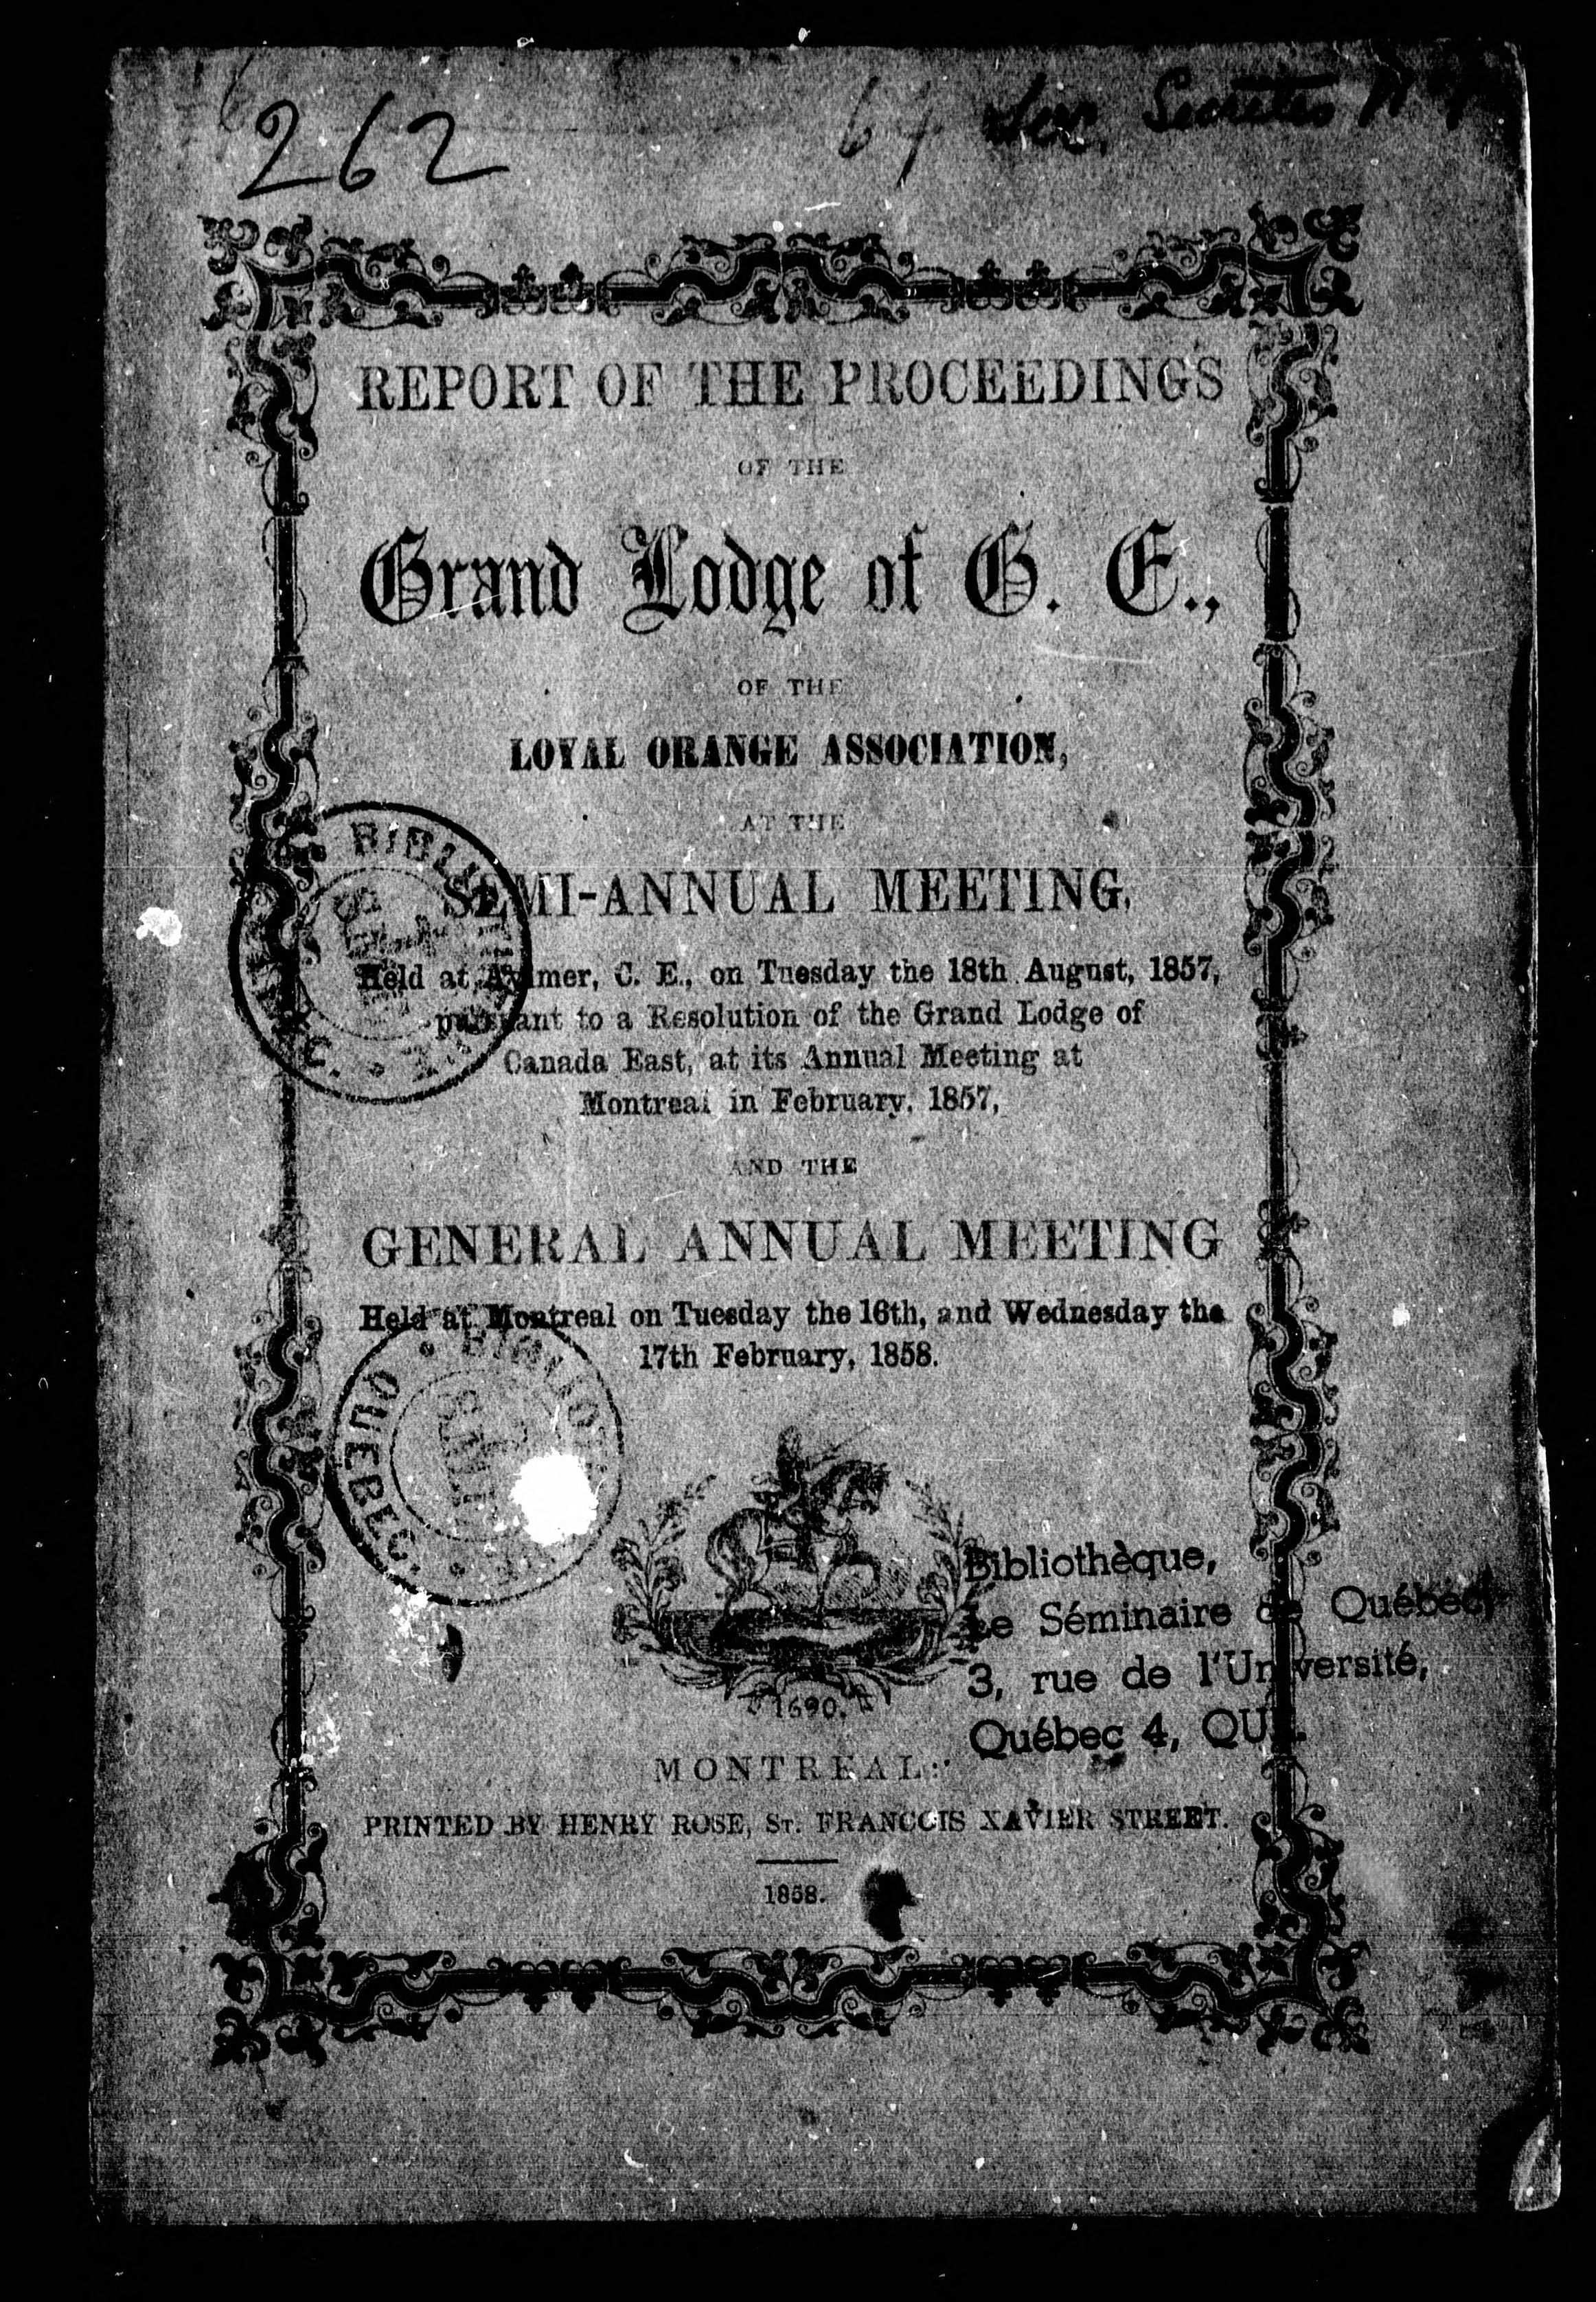 262
64 Secretes
REPORT OF THE PROCEEDINGS
OF THE
Grand Lodge of G. E.,
OF THE
LOYAL ORANGE ASSOCIATION,
AT THE
SEMI-ANNUAL MEETING,
Held at Aylmer, C. E., on Tuesday the 18th August, 1857,
pursuant to a Resolution of the Grand Lodge of
Canada East, at its Annual Meeting at
Montreal in February, 1857,
AND THE
GENERAL ANNUAL MEETING
Held at Montreal on Tuesday the 16th, and Wednesday the
17th February, 1858.
QUEBEC.
Bibliothèque,
Le Séminaire de Québec,
3, rue de l'Université,
Québec 4, QUE.
1690.
MONTREAL:
PRINTED BY HENRY ROSE, ST. FRANCOIS XAVIER STREET.
1858.